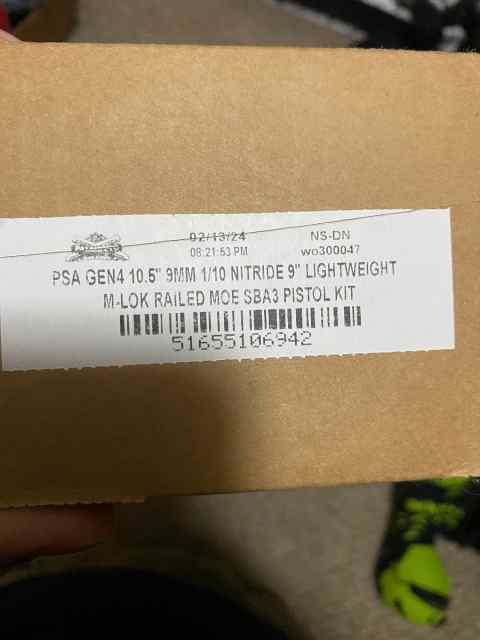 02/13/24 NS-DN
08:21:53 PM wo300047
PSA GEN4 10.5" 9MM 1/10 NITRIDE 9" LIGHTWEIGHT
M-LOK RAILED MOE SBA3 PISTOL KIT
51655106942